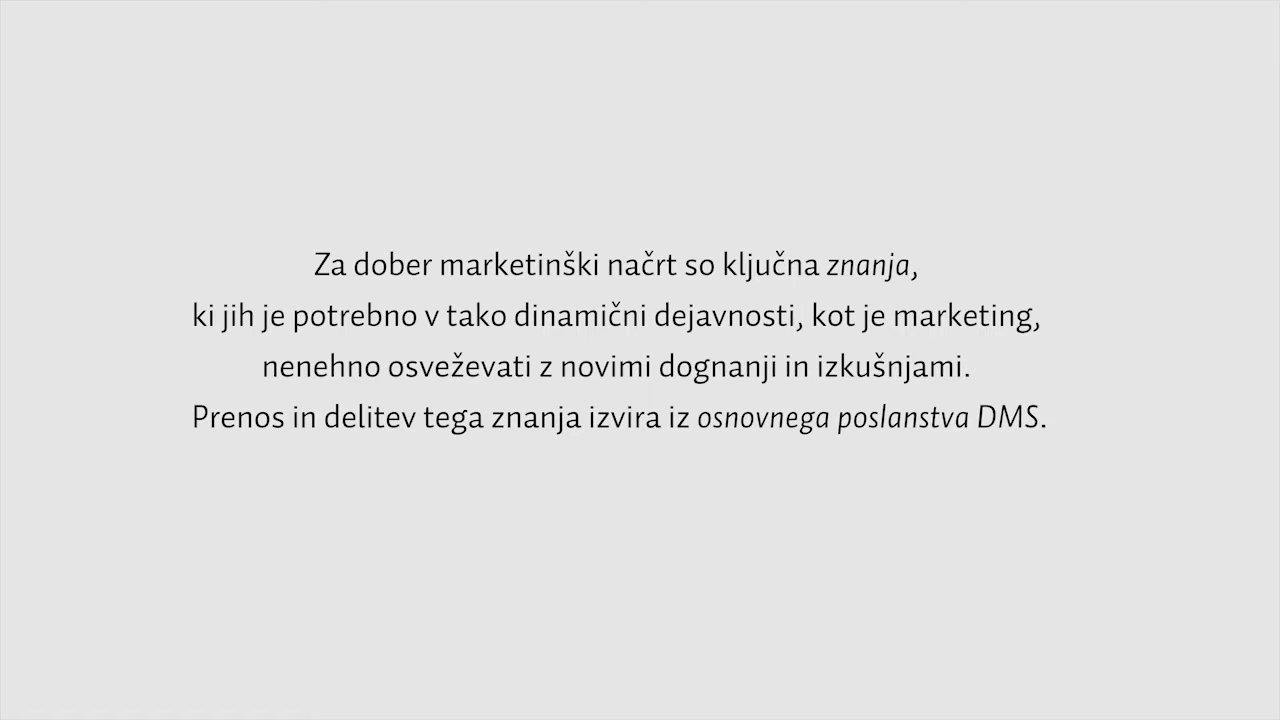 Za dober marketinški načrt so ključna znanja,
ki jih je potrebno v tako dinamični dejavnosti, kot je marketing,
nenehno osveževati z novimi dognanji in izkušnjami.
Prenos in delitev tega znanja izvira iz osnovnega poslanstva DMS.